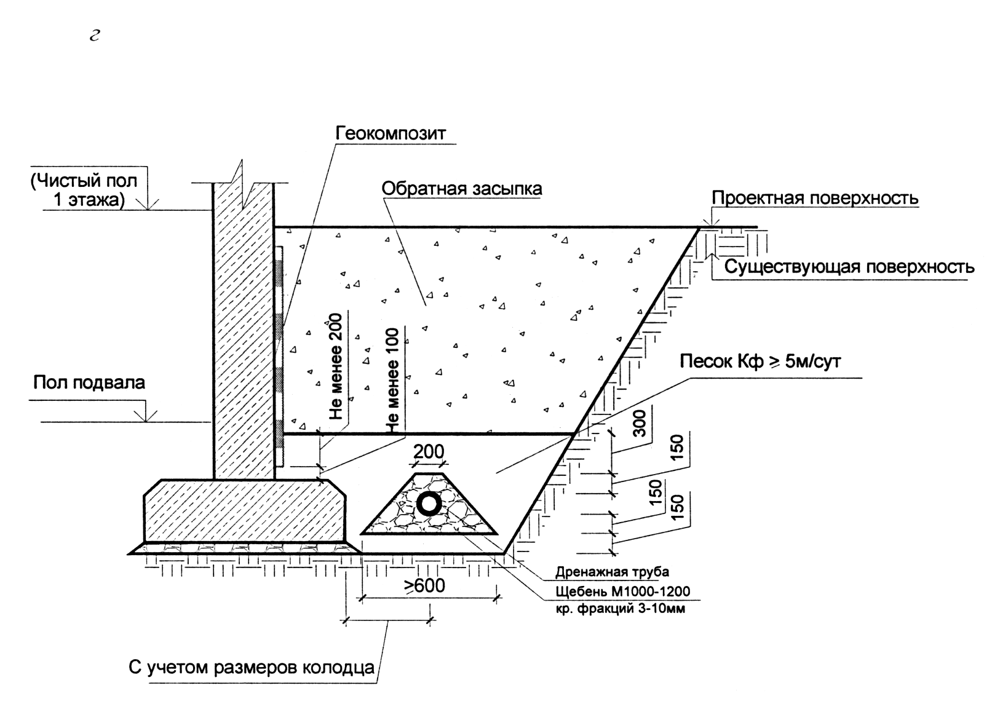 г
Геокомпозит
(Чистый пол
1 этажа)
Обратная засыпка
Проектная поверхность
Существующая поверхность
Не менее 200
Не менее 100
Песок Кф ≥ 5м/сут
Пол подвала
300
150
200
150
150
Дренажная труба
≥600
Щебень М1000-1200
кр. фракций 3-10мм
С учетом размеров колодца